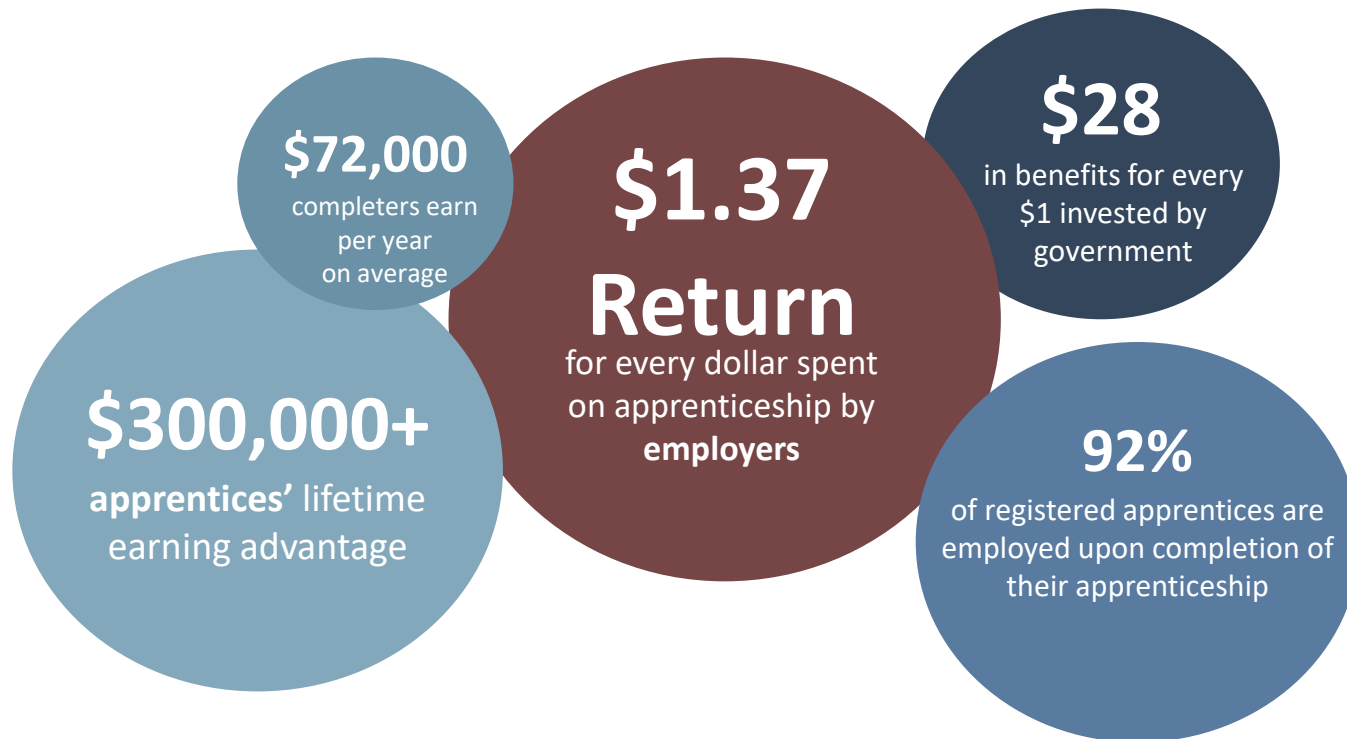 $72,000
completers earn
per year
on average
$300,000+
apprentices’ lifetime
earning advantage
$1.37
Return
for every dollar spent
on apprenticeship by
employers
$28
in benefits for every
$1 invested by
government
92%
of registered apprentices are
employed upon completion of
their apprenticeship